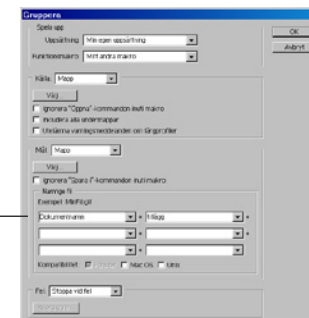 Gruppera
Spela upp
Uppsättning: Min egen uppsättning
Funktionsmakro: Mitt andra makro
OK
Avbryt
Källa: Mapp
Välj...
Ignorera "Öppna"-kommandon inuti makro
Inkludera alla undermappar
Utelämna varningsmeddelanden om färgprofiler
Mål: Mapp
Välj...
Ignorera "Spara i"-kommandon inuti makro
Namnge fil
Exempel: MinFil.gif
Dokumentnamn + tillägg +
+ +
+
Kompatibilitet: Windows Mac OS Unix
Fel: Stoppa vid fel